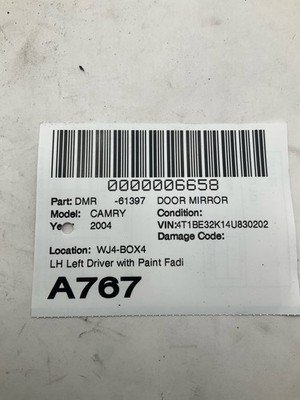 0000006658
Part: DMR -61397 DOOR MIRROR
Model: CAMRY Condition:
Ye 2004 VIN:4T1BE32K14U830202
Damage Code:
Location: WJ4-BOX4
LH Left Driver with Paint Fadi
A767